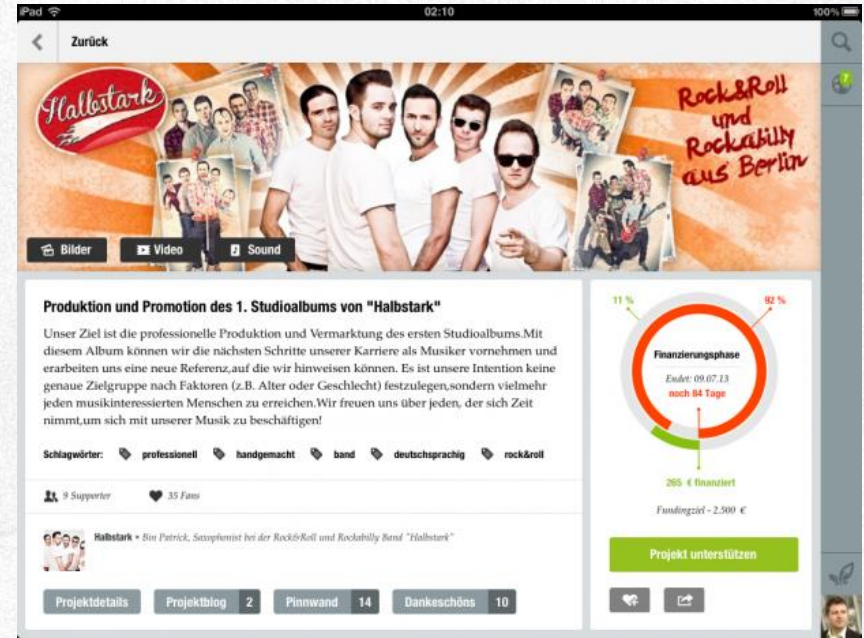 iPad 02:10 100%
Zurück
7
Halbstark
Rock&Roll
und
Rockabilly
aus Berlin
Bilder Video Sound
Produktion und Promotion des 1. Studioalbums von "Halbstark"
Unser Ziel ist die professionelle Produktion und Vermarktung des ersten Studioalbums.Mit
diesem Album können wir die nächsten Schritte unserer Karriere als Musiker vornehmen und
erarbeiten uns eine neue Referenz,auf die wir hinweisen können. Es ist unsere Intention keine
genaue Zielgruppe nach Faktoren (z.B. Alter oder Geschlecht) festzulegen,sondern vielmehr
jeden musikinteressierten Menschen zu erreichen.Wir freuen uns über jeden, der sich Zeit
nimmt,um sich mit unserer Musik zu beschäftigen!
Schlagwörter: professionell handgemacht band deutschsprachig rock&roll
9 Supporter 35 Fans
Halbstark • Bin Patrick, Saxophonist bei der Rock&Roll und Rockabilly Band "Halbstark"
Projektdetails Projektblog 2 Pinnwand 14 Dankeschöns 10
11 % 92 %
Finanzierungsphase
Endet: 09.07.13
noch 84 Tage
265 € finanziert
Fundingziel - 2.500 €
Projekt unterstützen